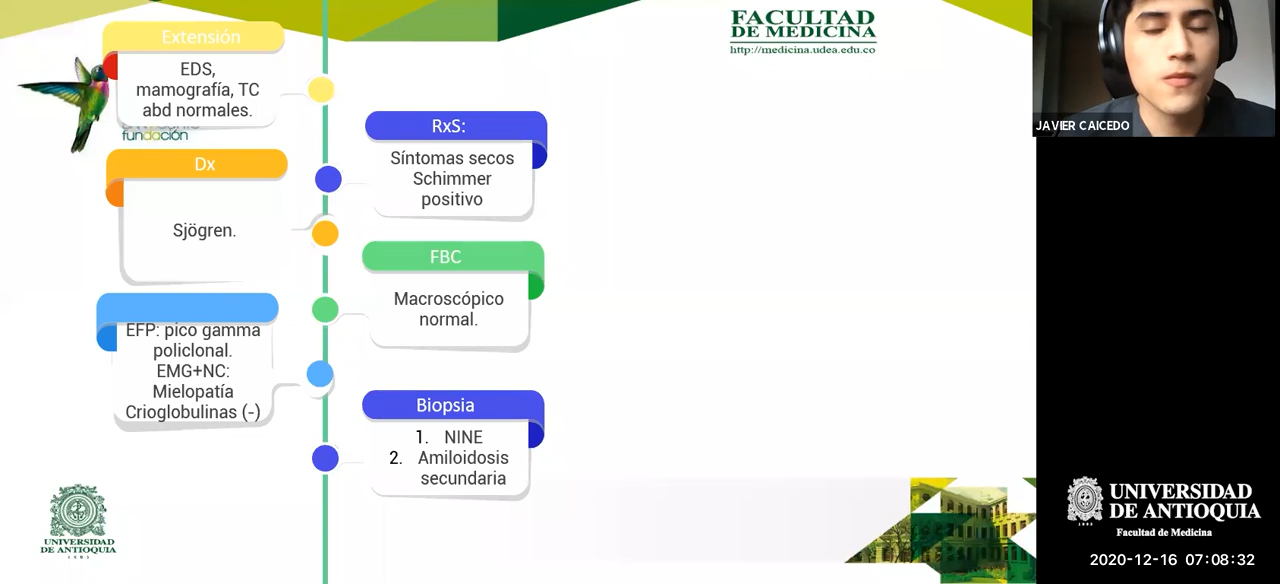 Extensión
EDS,
mamografía, TC
abd normales.
fundación
RxS:
Síntomas secos
Schimmer
positivo
Dx
Sjögren.
FBC
Macroscópico
normal.
EFP: pico gamma
policlonal.
EMG+NC:
Mielopatía
Crioglobulinas (-)
Biopsia
1. NINE
2. Amiloidosis
secundaria
UNIVERSIDAD
DE ANTIOQUIA
FACULTAD
DE MEDICINA
http://medicina.udea.edu.co
JAVIER CAICEDO
UNIVERSIDAD
DE ANTIOQUIA
Facultad de Medicina
2020-12-16 07:08:32